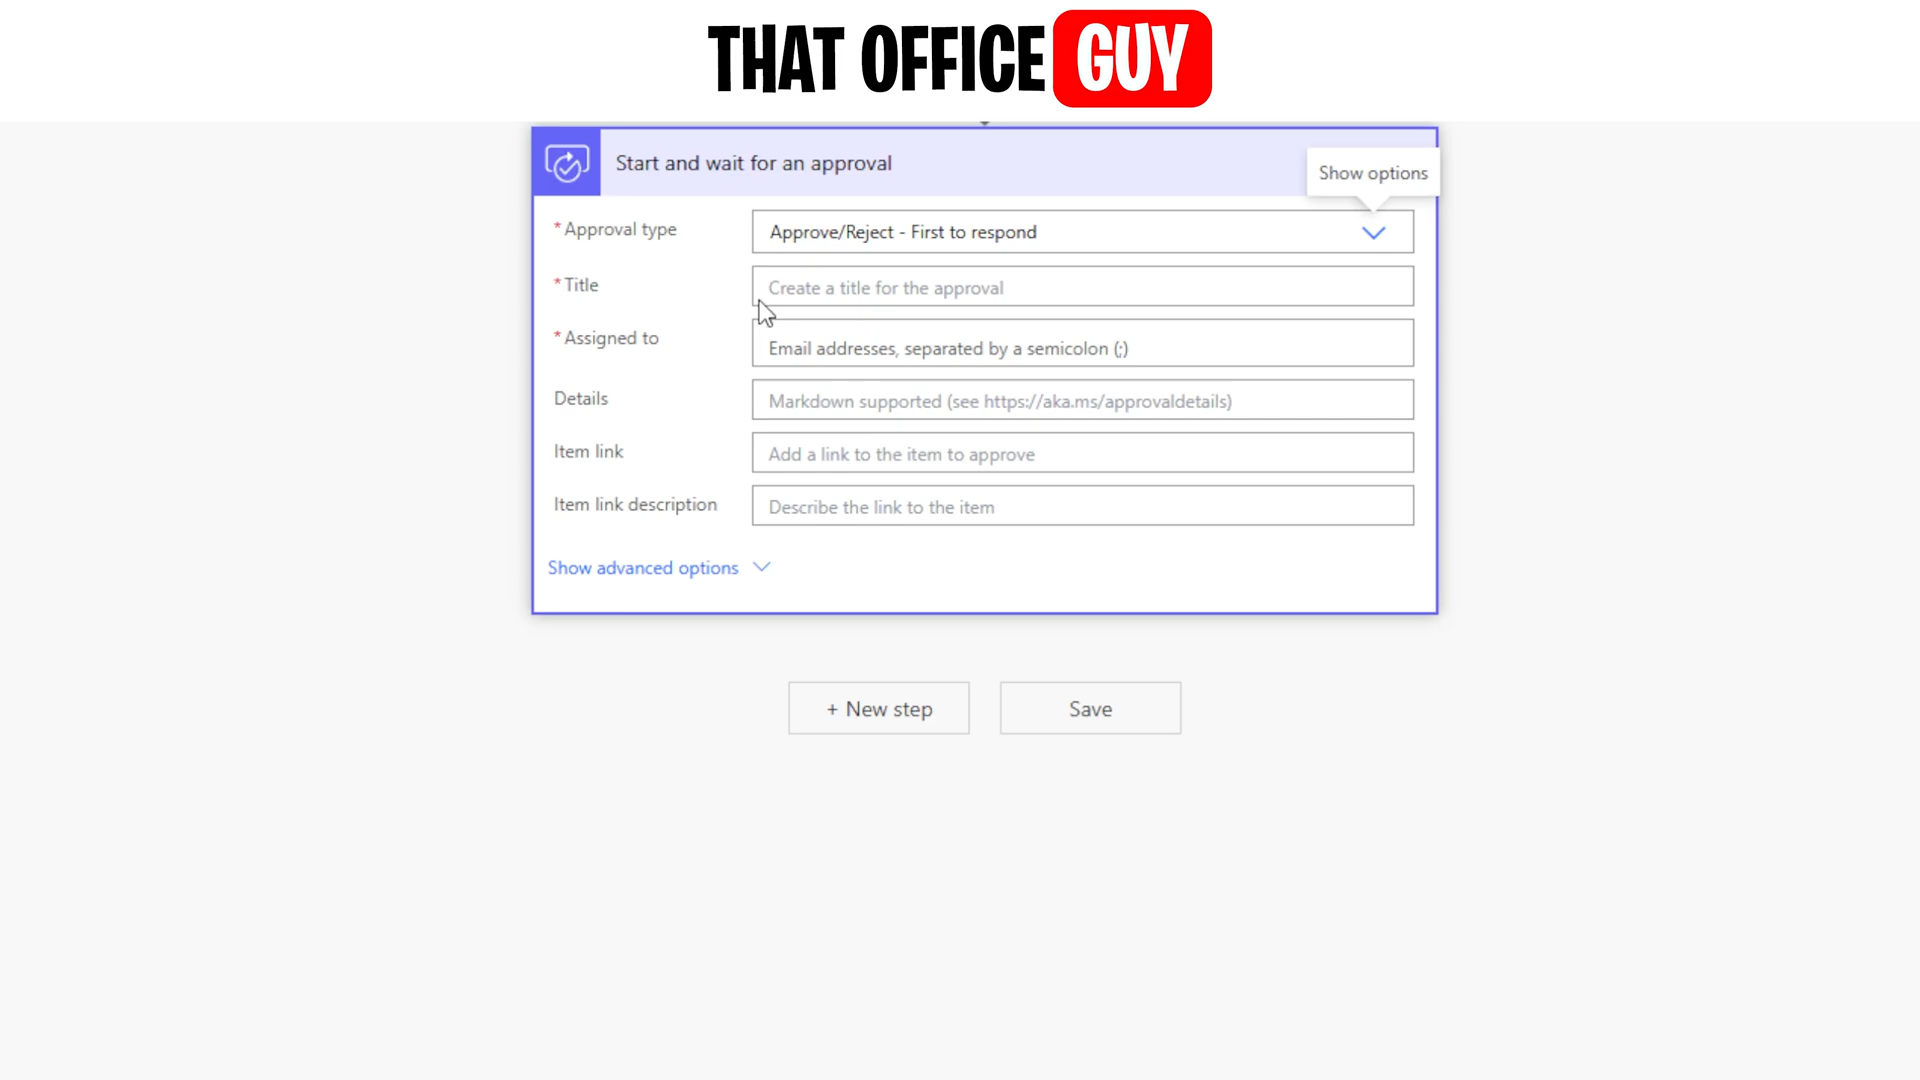 THAT OFFICE GUY
Start and wait for an approval
Show options
*Approval type
Approve/Reject - First to respond
*Title
Create a title for the approval
*Assigned to
Email addresses, separated by a semicolon (;)
Details
Markdown supported (see https://aka.ms/approvaldetails)
Item link
Add a link to the item to approve
Item link description
Describe the link to the item
Show advanced options
+ New step
Save